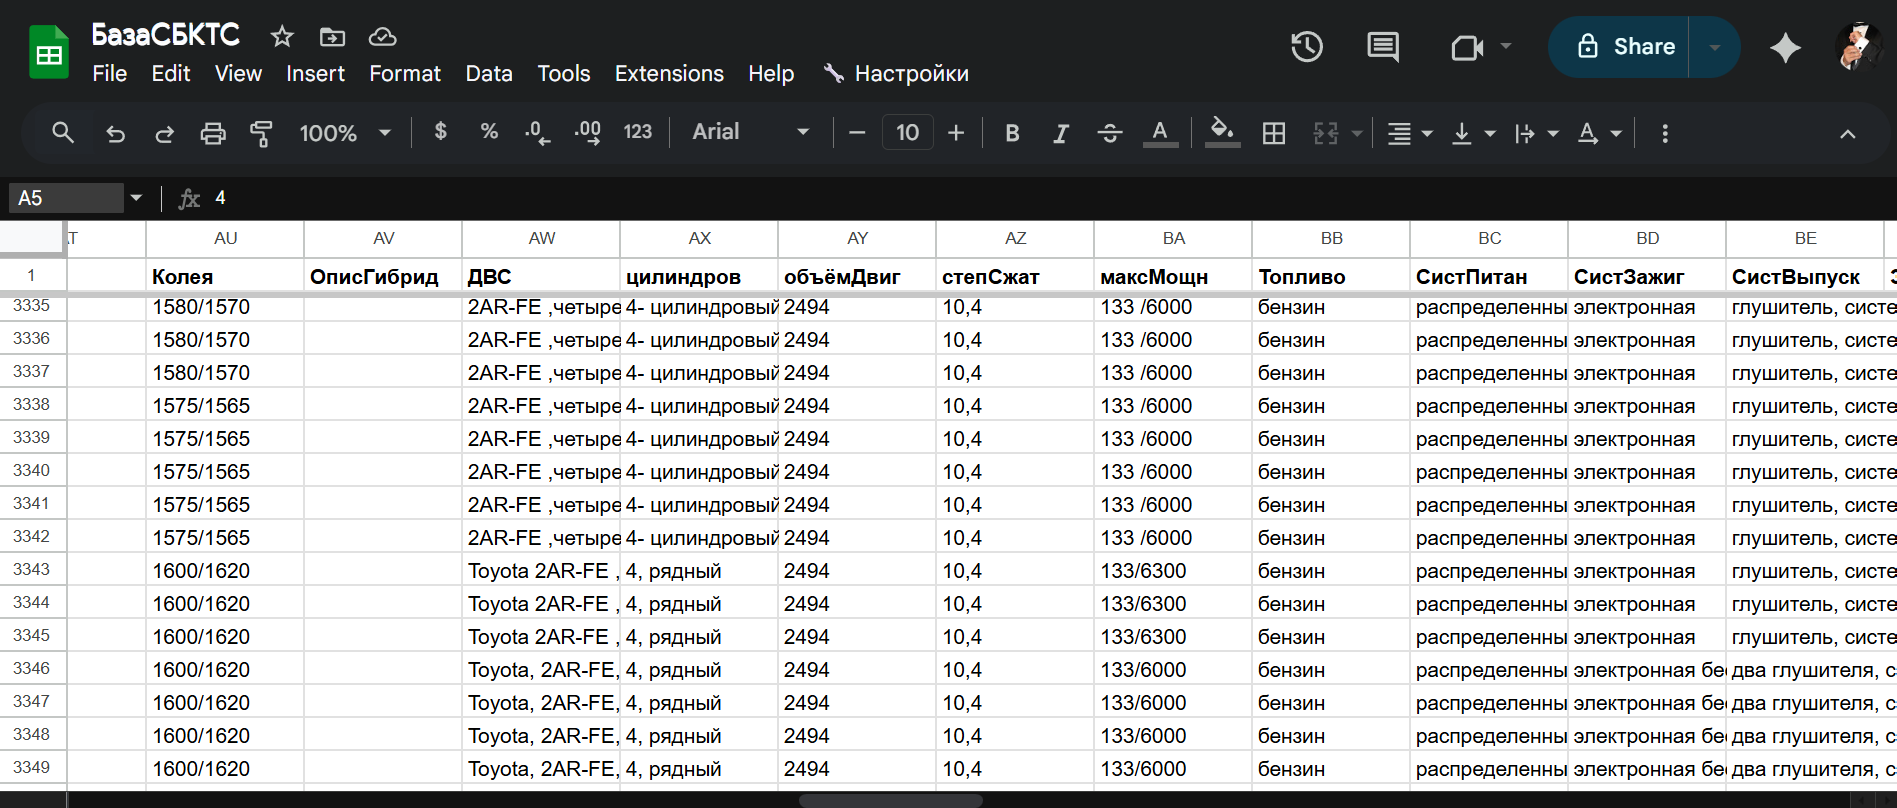 БазаСБКТС
File Edit View Insert Format Data Tools Extensions Help Настройки
Share
100% $ % .0 .00 123 Arial 10 B I A A
A5 fx 4
AU AV AW AX AY AZ BA BB BC BD BE
1 Колея ОписГибрид ДВС цилиндров объёмДвиг степСжат максМощн Топливо СистПитан СистЗажиг СистВыпуск
3335 1580/1570 2AR-FE ,четыре 4- цилиндровый 2494 10,4 133 /6000 бензин распределенны электронная глушитель, систе
3336 1580/1570 2AR-FE ,четыре 4- цилиндровый 2494 10,4 133 /6000 бензин распределенны электронная глушитель, систе
3337 1580/1570 2AR-FE ,четыре 4- цилиндровый 2494 10,4 133 /6000 бензин распределенны электронная глушитель, систе
3338 1575/1565 2AR-FE ,четыре 4- цилиндровый 2494 10,4 133 /6000 бензин распределенны электронная глушитель, систе
3339 1575/1565 2AR-FE ,четыре 4- цилиндровый 2494 10,4 133 /6000 бензин распределенны электронная глушитель, систе
3340 1575/1565 2AR-FE ,четыре 4- цилиндровый 2494 10,4 133 /6000 бензин распределенны электронная глушитель, систе
3341 1575/1565 2AR-FE ,четыре 4- цилиндровый 2494 10,4 133 /6000 бензин распределенны электронная глушитель, систе
3342 1575/1565 2AR-FE ,четыре 4- цилиндровый 2494 10,4 133 /6000 бензин распределенны электронная глушитель, систе
3343 1600/1620 Toyota 2AR-FE , 4, рядный 2494 10,4 133/6300 бензин распределенны электронная глушитель, систе
3344 1600/1620 Toyota 2AR-FE , 4, рядный 2494 10,4 133/6300 бензин распределенны электронная глушитель, систе
3345 1600/1620 Toyota 2AR-FE , 4, рядный 2494 10,4 133/6300 бензин распределенны электронная глушитель, систе
3346 1600/1620 Toyota, 2AR-FE, 4, рядный 2494 10,4 133/6000 бензин распределенны электронная бе два глушителя, с
3347 1600/1620 Toyota, 2AR-FE, 4, рядный 2494 10,4 133/6000 бензин распределенны электронная бе два глушителя, с
3348 1600/1620 Toyota, 2AR-FE, 4, рядный 2494 10,4 133/6000 бензин распределенны электронная бе два глушителя, с
3349 1600/1620 Toyota, 2AR-FE, 4, рядный 2494 10,4 133/6000 бензин распределенны электронная бе два глушителя, с